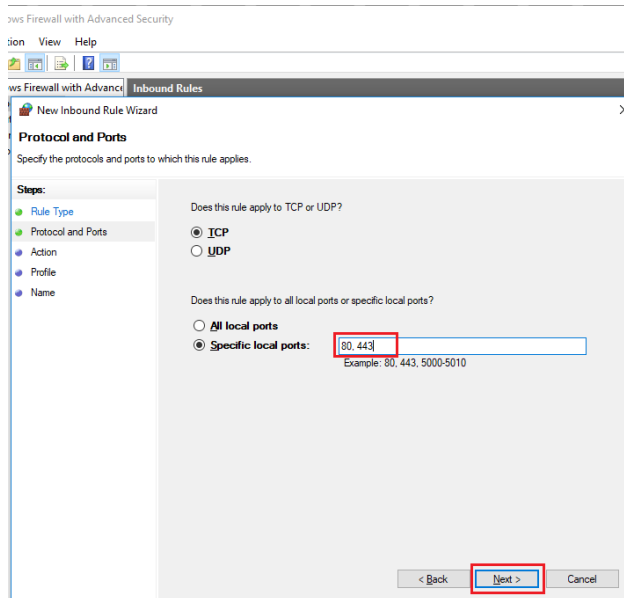 ows Firewall with Advanced Security
tion View Help
ows Firewall with Advance Inbound Rules
New Inbound Rule Wizard
Protocol and Ports
Specify the protocols and ports to which this rule applies.
Steps:
Rule Type
Protocol and Ports
Action
Profile
Name
Does this rule apply to TCP or UDP?
TCP
UDP
Does this rule apply to all local ports or specific local ports?
All local ports
Specific local ports:
80, 443
Example: 80, 443, 5000-5010
< Back Next > Cancel